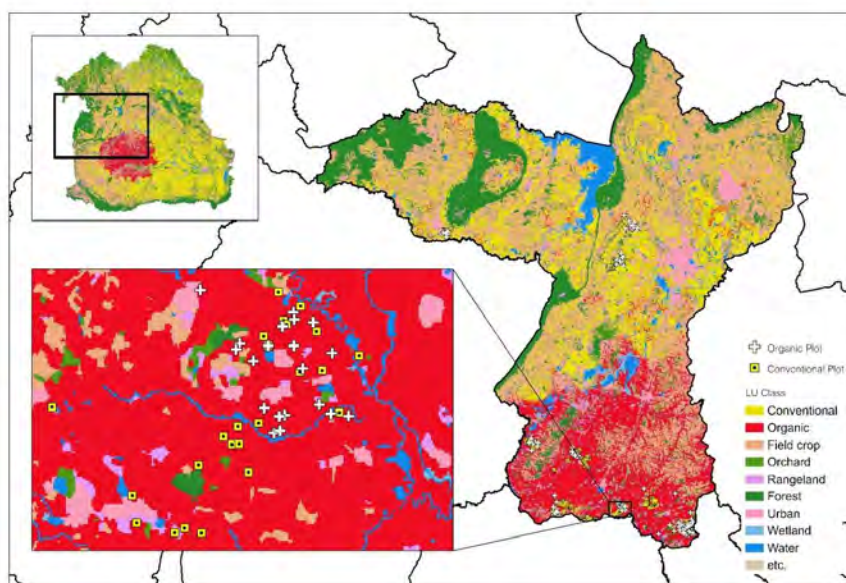 Organic Plot
Conventional Plot
LU Class
Conventional
Organic
Field crop
Orchard
Rangeland
Forest
Urban
Wetland
Water
etc.